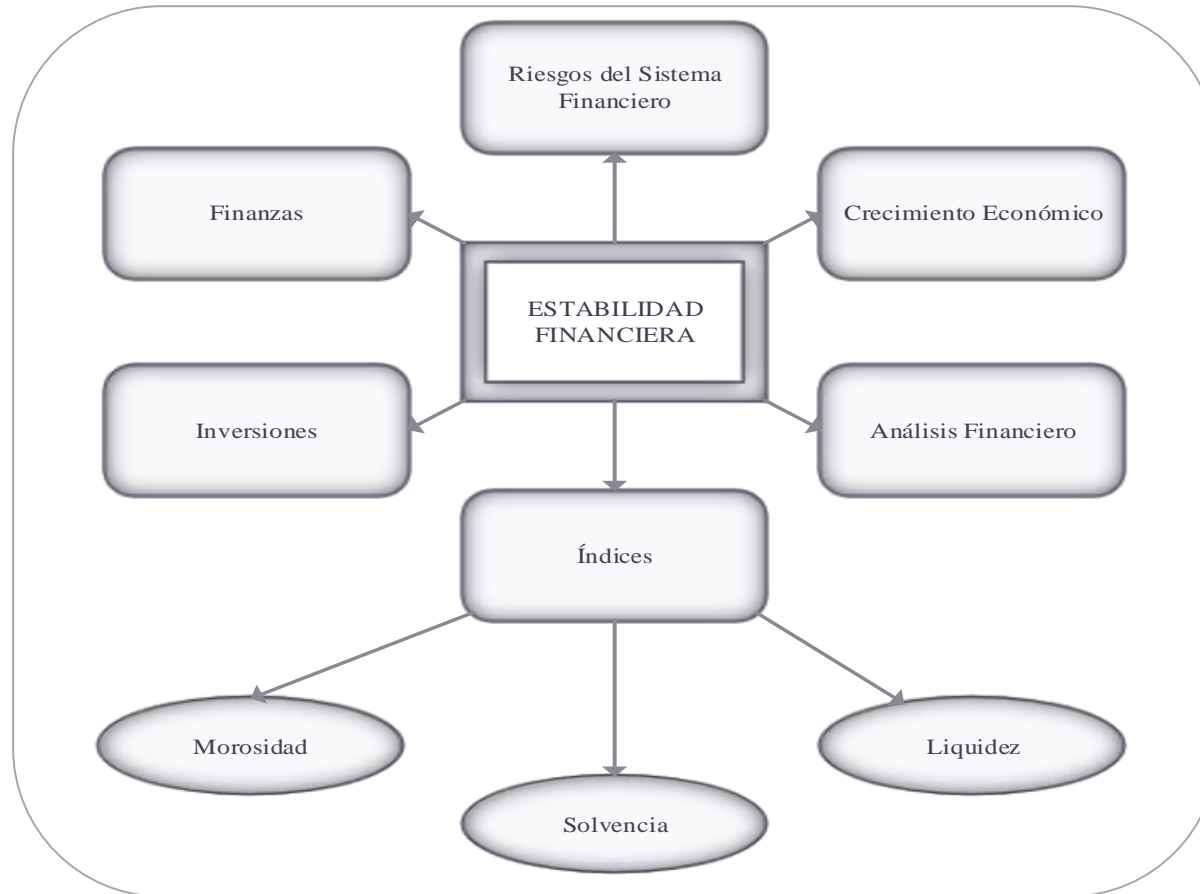 Riesgos del Sistema
Financiero
Finanzas
Crecimiento Económico
ESTABILIDAD
FINANCIERA
Inversiones
Análisis Financiero
Índices
Morosidad
Liquidez
Solvencia